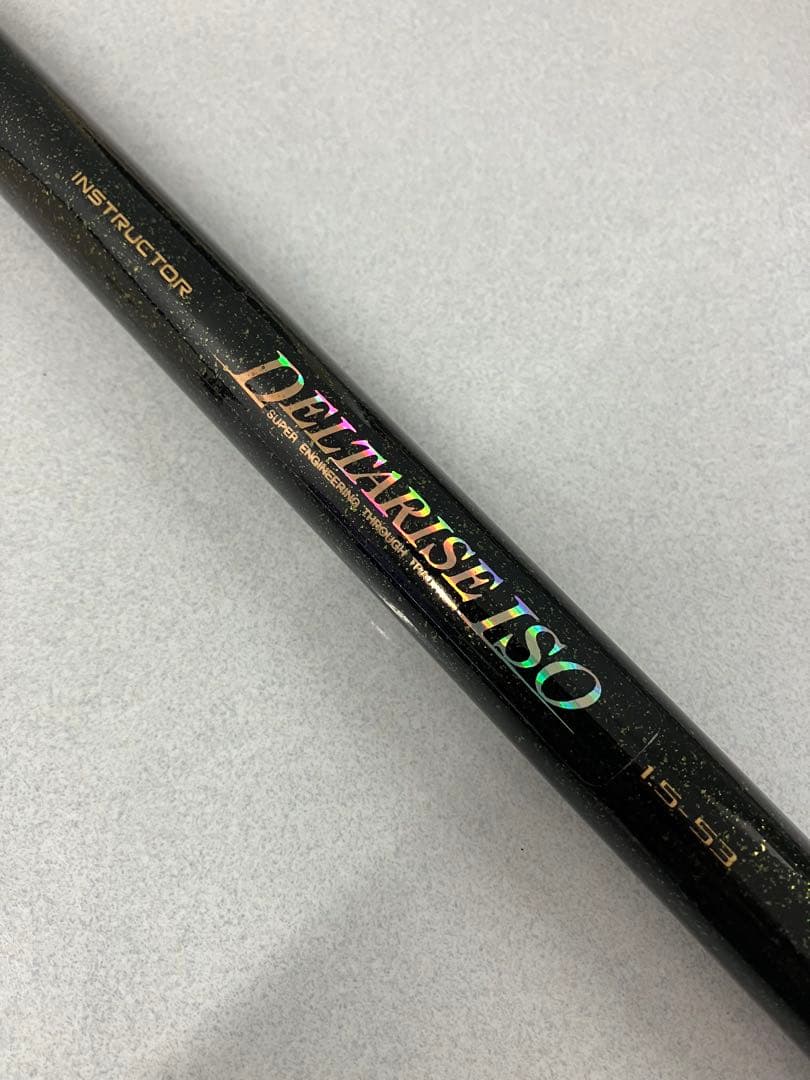 INSTRUCTOR
DELTARISE ISO
SUPER ENGINEERING THROUGH
1.5-53